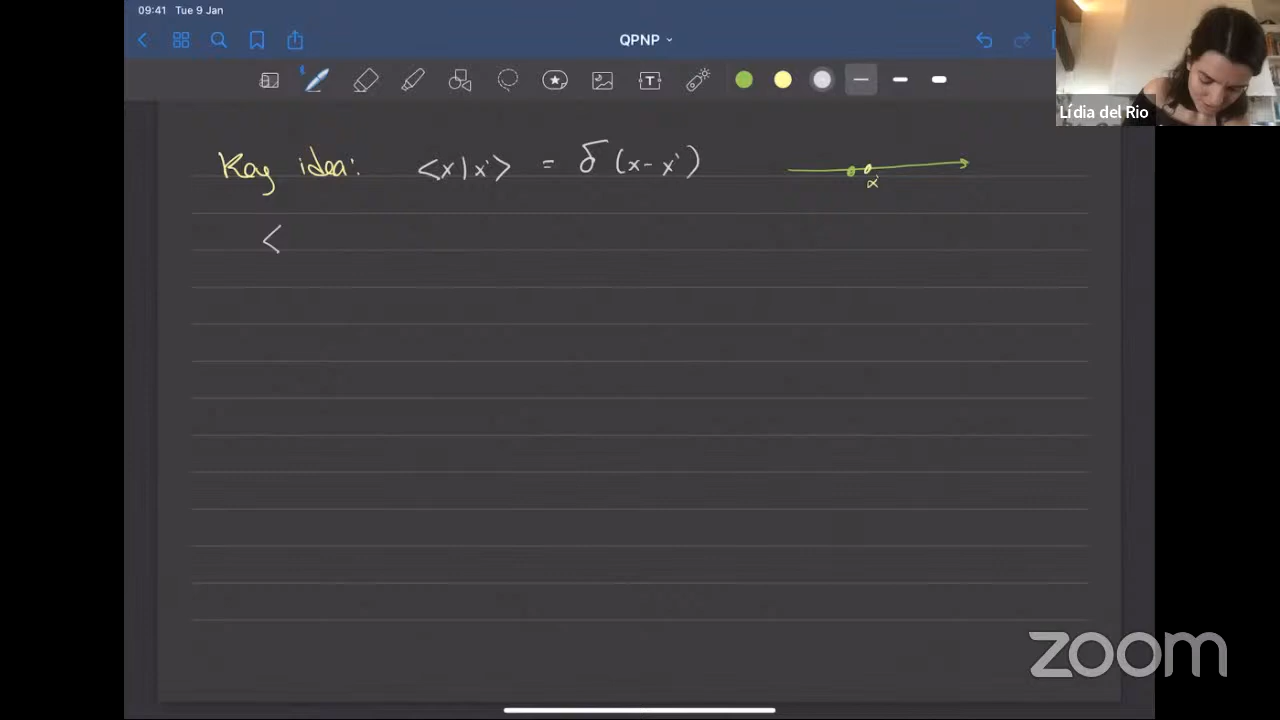 09:41 Tue 9 Jan
QPNP
Lídia del Rio
Key idea: <x|x'> = δ(x-x')
x
<
zoom